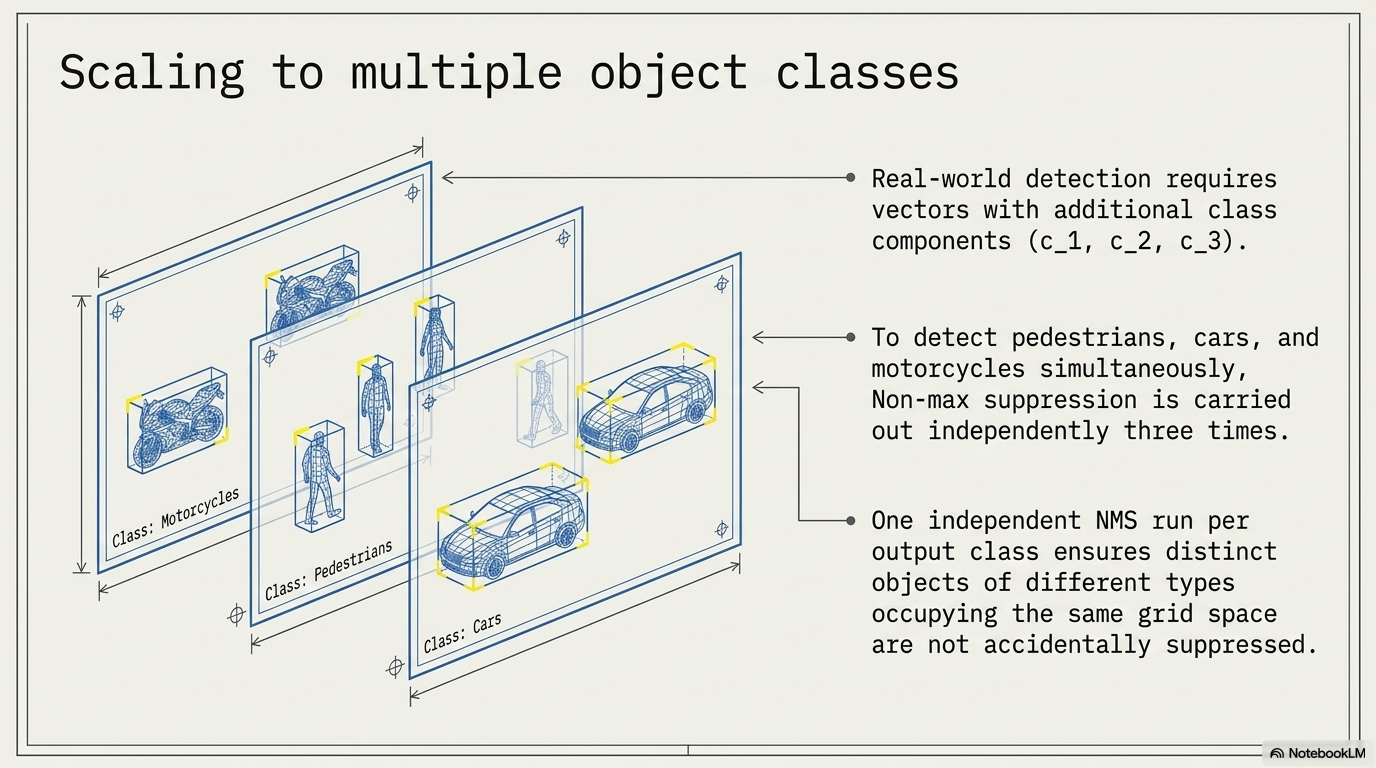 Scaling to multiple object classes
Real-world detection requires
vectors with additional class
components (c_1, c_2, c_3).
To detect pedestrians, cars, and
motorcycles simultaneously,
Non-max suppression is carried
out independently three times.
One independent NMS run per
output class ensures distinct
objects of different types
occupying the same grid space
are not accidentally suppressed.
Class: Motorcycles
Class: Pedestrians
Class: Cars
NotebookLM